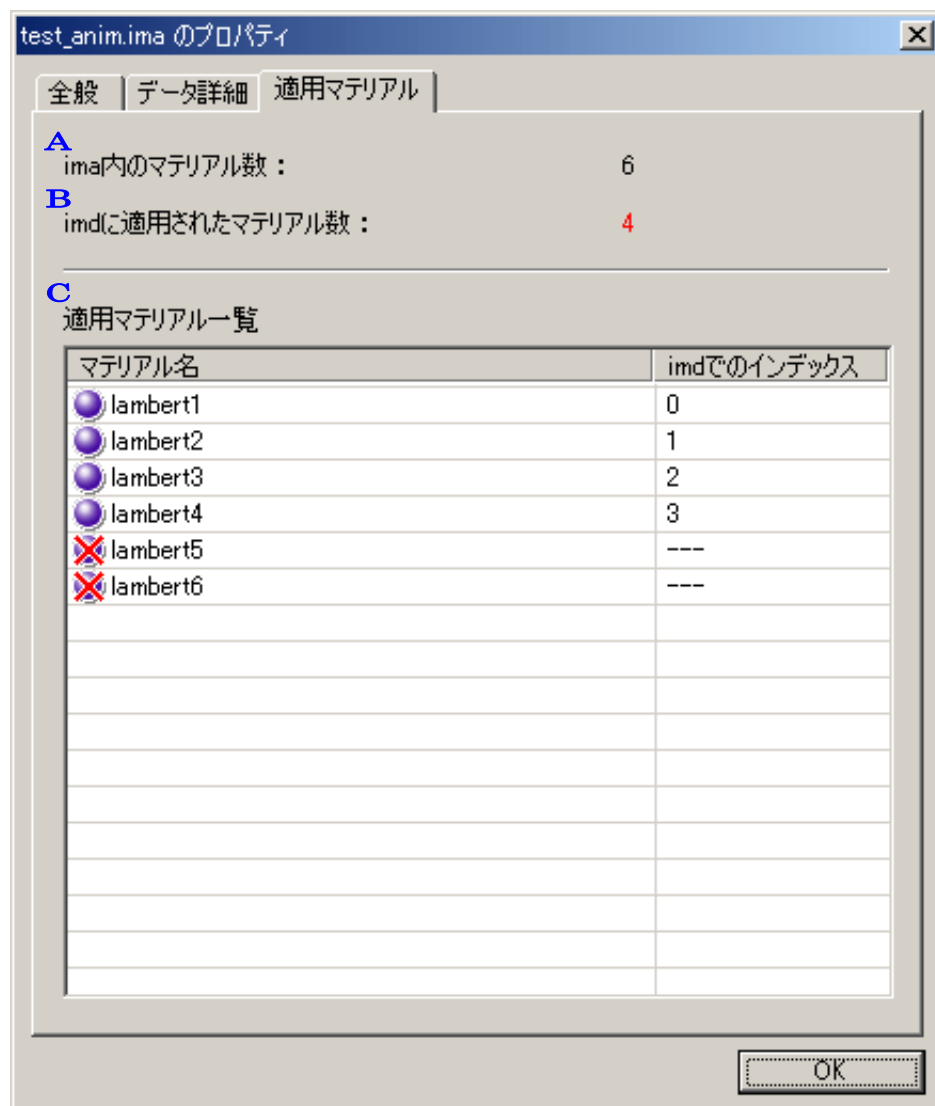 test_anim.ima のプロパティ
全般 データ詳細 適用マテリアル
A
ima内のマテリアル数： 6
B
imdに適用されたマテリアル数： 4
C
適用マテリアル一覧
マテリアル名 imdでのインデックス
lambert1 0
lambert2 1
lambert3 2
lambert4 3
lambert5 ---
lambert6 ---
OK